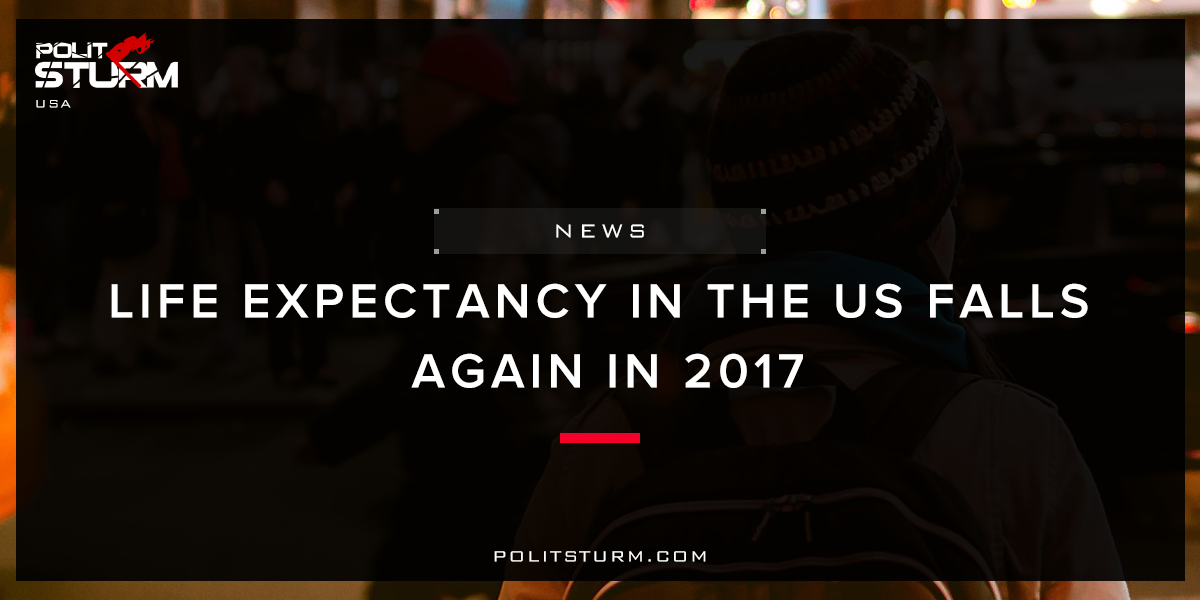 POLIT
STURM
USA
NEWS
LIFE EXPECTANCY IN THE US FALLS
AGAIN IN 2017
POLITSTURM.COM